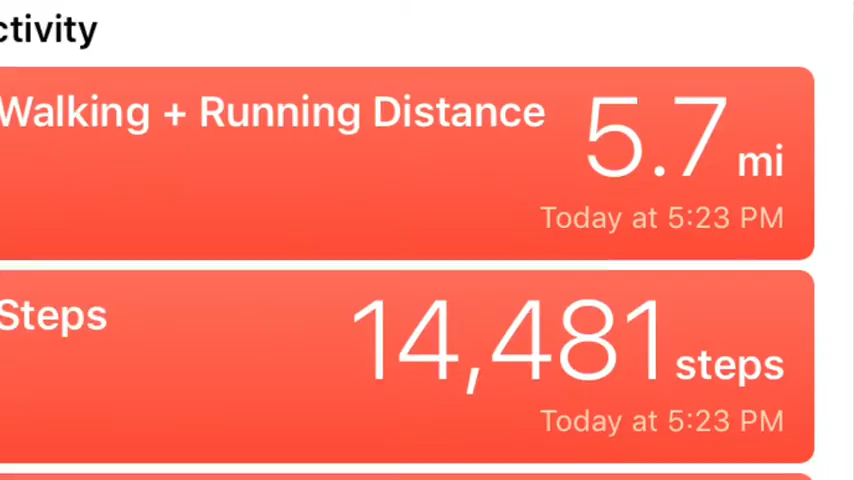 ctivity
Walking + Running Distance 5.7 mi
Today at 5:23 PM
Steps 14,481 steps
Today at 5:23 PM